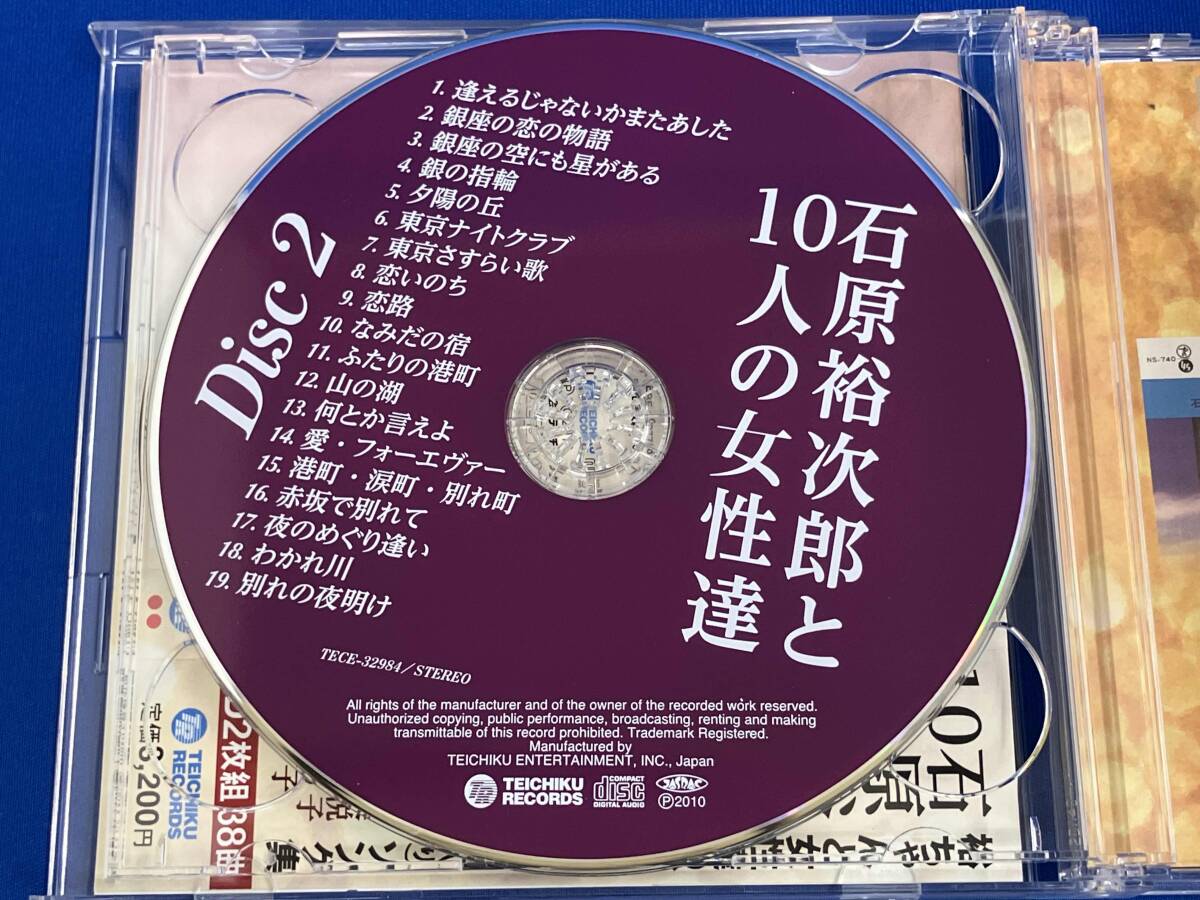 石原裕次郎と
10人の女性達
Disc 2
1. 逢えるじゃないかまたあした
2. 銀座の恋の物語
3. 銀座の空にも星がある
4. 銀の指輪
5. 夕陽の丘
6. 東京ナイトクラブ
7. 東京さすらい歌
8. 恋いのち
9. 恋路
10. なみだの宿
11. ふたりの港町
12. 山の湖
13. 何とか言えよ
14. 愛・フォーエヴァー
15. 港町・涙町・別れ町
16. 赤坂で別れて
17. 夜のめぐり逢い
18. わかれ川
19. 別れの夜明け
TECE-32984/STEREO
All rights of the manufacturer and of the owner of the recorded work reserved.
Unauthorized copying, public performance, broadcasting, renting and making
transmittable of this record prohibited. Trademark Registered.
Manufactured by
TEICHIKU ENTERTAINMENT, INC., Japan
TEICHIKU
RECORDS
COMPACT
disc
DIGITAL AUDIO
JASRAC
Ⓟ2010
NS-740
TEICHIKU
RECORDS
2枚組38曲
3,200円